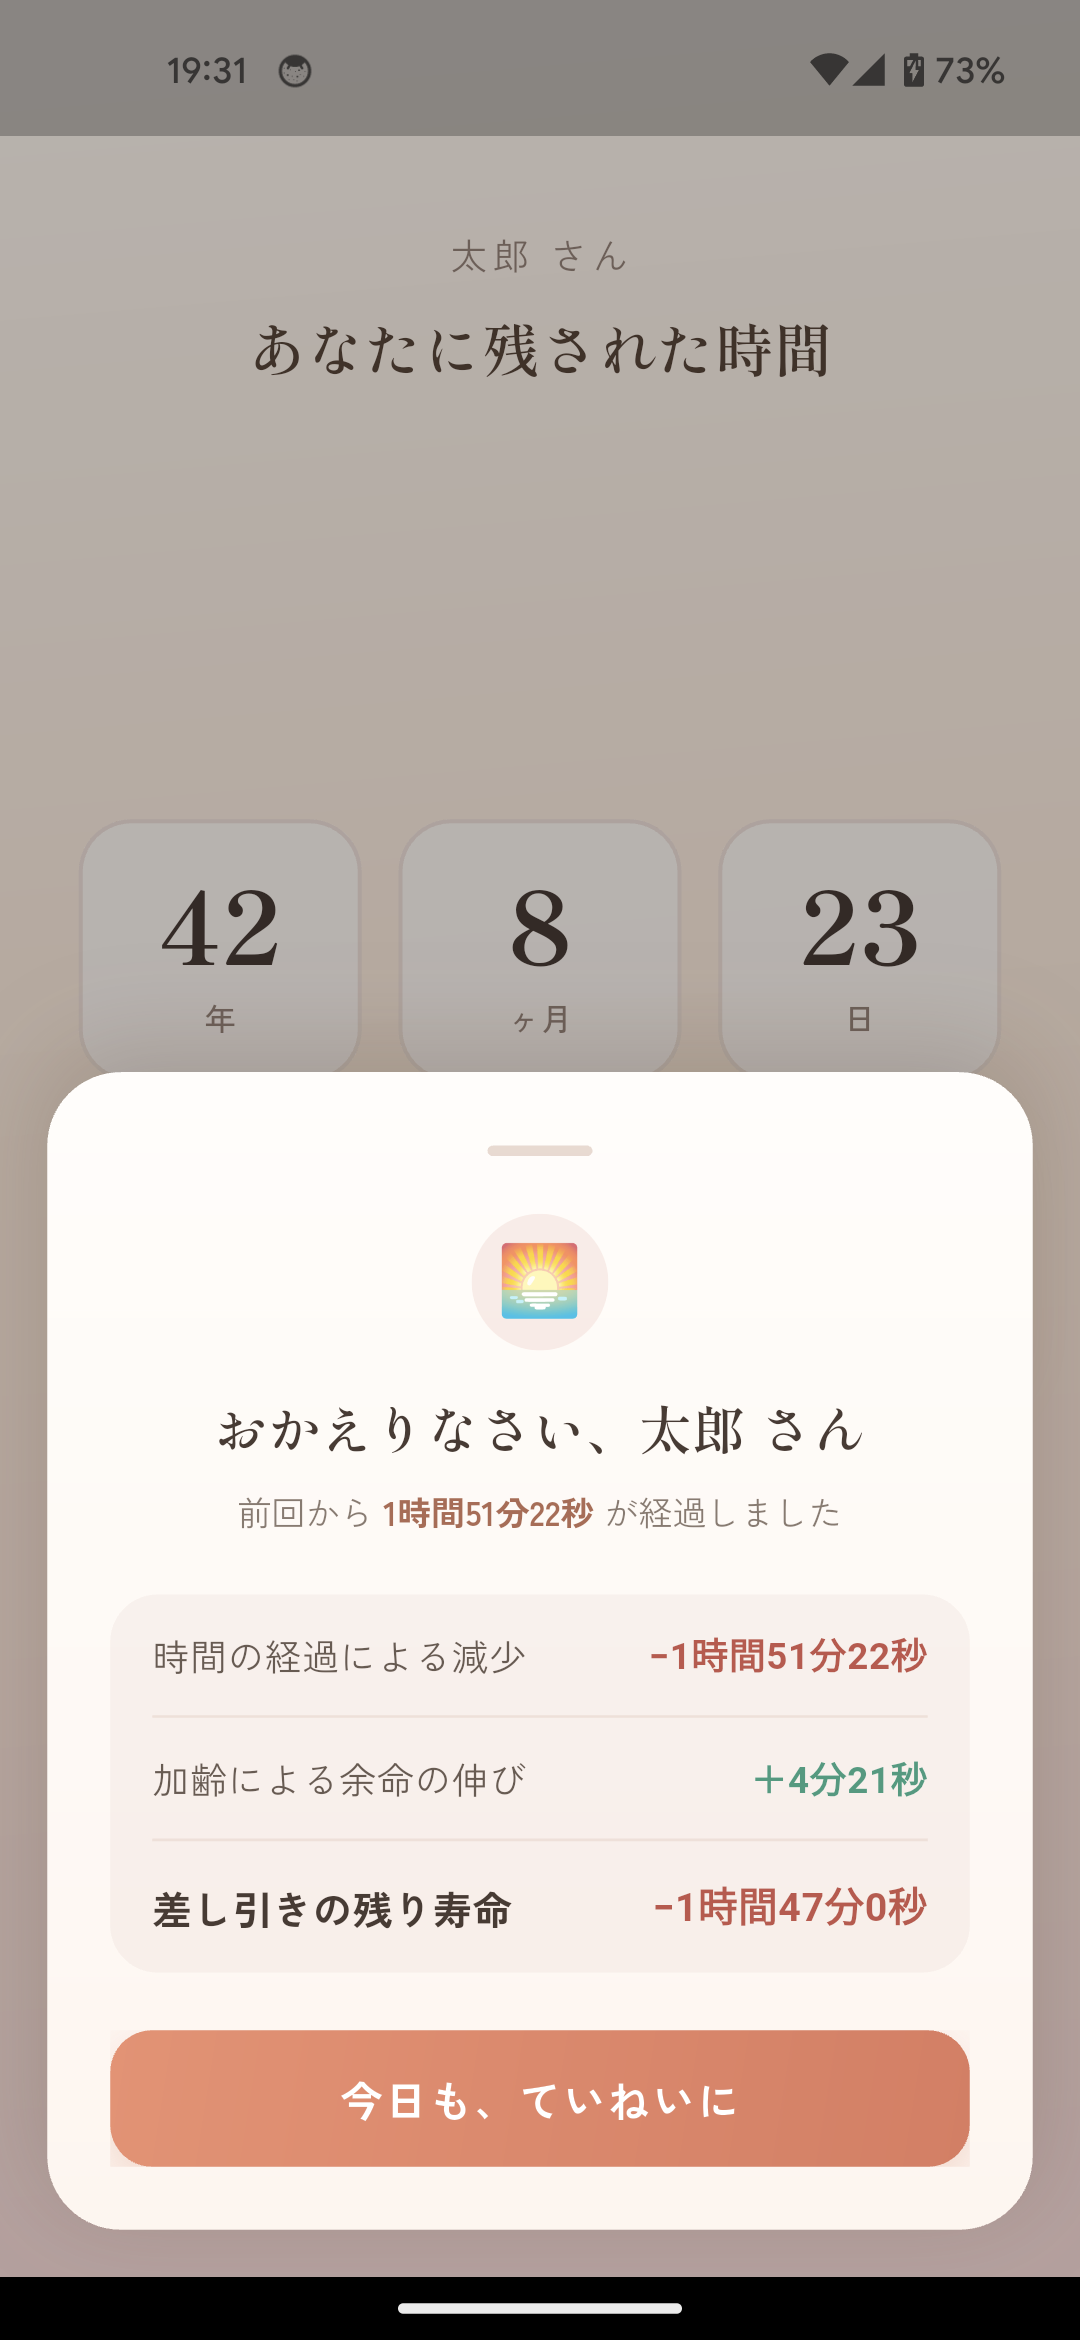 19:31 73%
太郎 さん
あなたに残された時間
42 8 23
年 ヶ月 日
おかえりなさい、太郎 さん
前回から 1時間51分22秒 が経過しました
時間の経過による減少 −1時間51分22秒
加齢による余命の伸び ＋4分21秒
差し引きの残り寿命 −1時間47分0秒
今日も、ていねいに